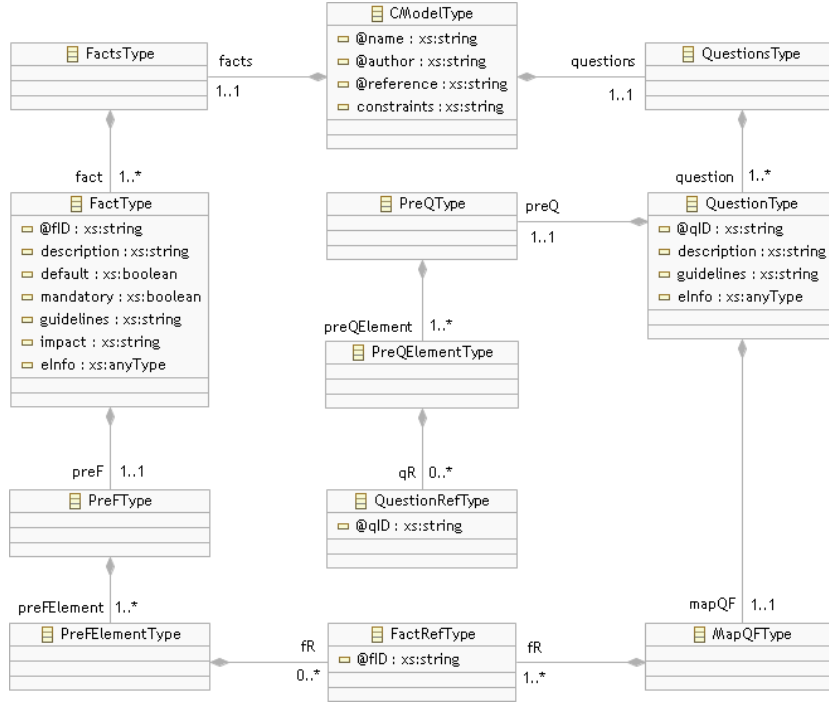 CModelType
@name : xs:string
@author : xs:string
@reference : xs:string
constraints : xs:string
FactsType
facts
1..1
questions
1..1
QuestionsType
fact 1..*
question 1..*
FactType
@fID : xs:string
description : xs:string
default : xs:boolean
mandatory : xs:boolean
guidelines : xs:string
impact : xs:string
eInfo : xs:anyType
PreQType
preQ
1..1
QuestionType
@qID : xs:string
description : xs:string
guidelines : xs:string
eInfo : xs:anyType
preQElement 1..*
PreQElementType
preF 1..1
qR 0..*
PreFType
QuestionRefType
@qID : xs:string
preFElement 1..*
mapQF 1..1
PreFElementType
fR
0..*
FactRefType
@fID : xs:string
fR
1..*
MapQFType